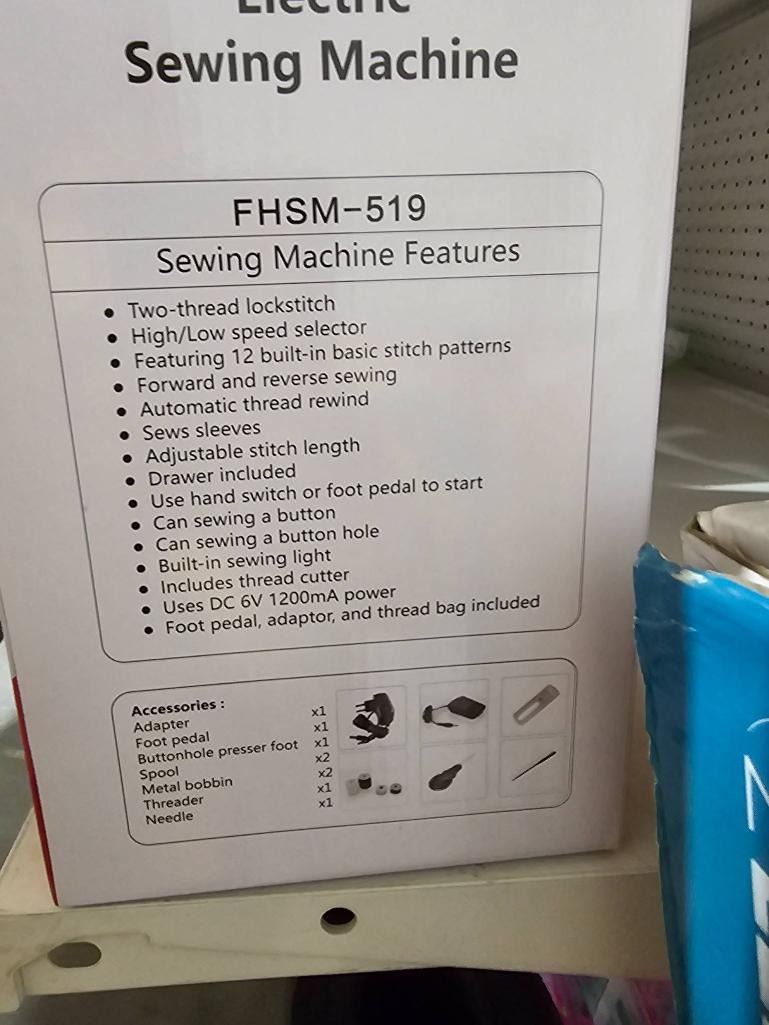 Electric
Sewing Machine
FHSM-519
Sewing Machine Features
• Two-thread lockstitch
• High/Low speed selector
• Featuring 12 built-in basic stitch patterns
• Forward and reverse sewing
• Automatic thread rewind
• Sews sleeves
• Adjustable stitch length
• Drawer included
• Use hand switch or foot pedal to start
• Can sewing a button
• Can sewing a button hole
• Built-in sewing light
• Includes thread cutter
• Uses DC 6V 1200mA power
• Foot pedal, adaptor, and thread bag included
Accessories :
Adapter x1
Foot pedal x1
Buttonhole presser foot x1
Spool x2
Metal bobbin x2
Threader x1
Needle x1